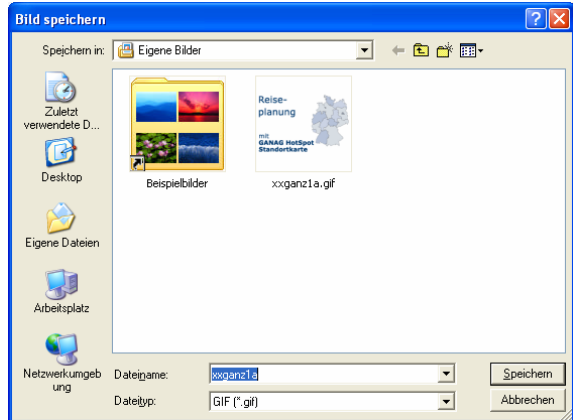 Bild speichern
Speichern in: Eigene Bilder
Zuletzt
verwendete D...
Desktop
Eigene Dateien
Arbeitsplatz
Netzwerkumgeb
ung
Reise-
planung
mit
GANAG HotSpot
Standortkarte
Beispielbilder
xxganz1a.gif
Dateiname: xxganz1a
Speichern
Dateityp: GIF (*.gif)
Abbrechen